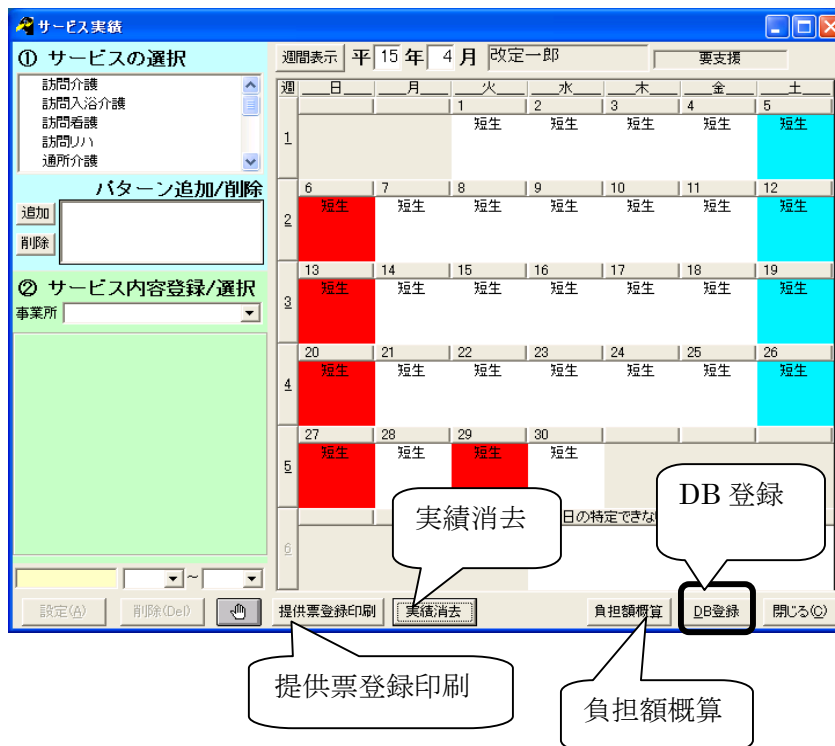 サービス実績
① サービスの選択
訪問介護
訪問入浴介護
訪問看護
訪問リハ
通所介護
パターン追加/削除
追加
削除
② サービス内容登録/選択
事業所
週間表示 平 15 年 4 月 改定一郎 要支援
週 日 月 火 水 木 金 土
1 2 3 4 5
1 短生 短生 短生 短生 短生
6 7 8 9 10 11 12
2 短生 短生 短生 短生 短生 短生 短生
13 14 15 16 17 18 19
3 短生 短生 短生 短生 短生 短生 短生
20 21 22 23 24 25 26
4 短生 短生 短生 短生 短生 短生 短生
27 28 29 30
5 短生 短生 短生 短生
日の特定できな
6
～
設定(A) 削除(Del) 提供票登録印刷 実績消去 負担額概算 DB登録 閉じる(C)
実績消去
DB 登録
提供票登録印刷
負担額概算